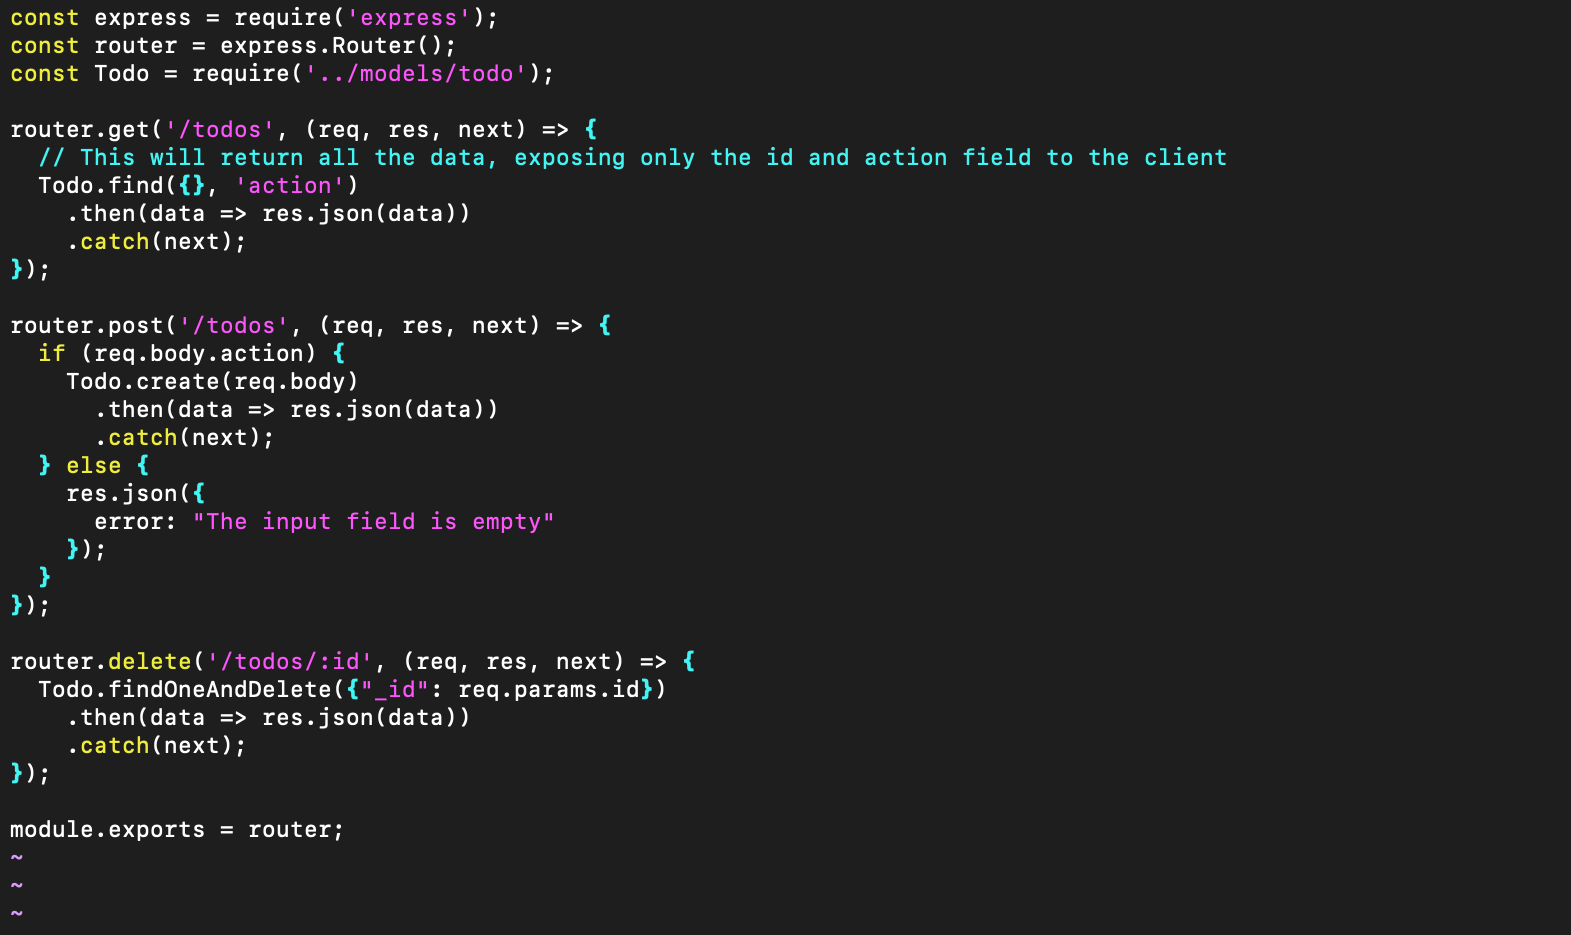 const express = require('express');
const router = express.Router();
const Todo = require('../models/todo');

router.get('/todos', (req, res, next) => {
  // This will return all the data, exposing only the id and action field to the client
  Todo.find({}, 'action')
    .then(data => res.json(data))
    .catch(next);
});

router.post('/todos', (req, res, next) => {
  if (req.body.action) {
    Todo.create(req.body)
      .then(data => res.json(data))
      .catch(next);
  } else {
    res.json({
      error: "The input field is empty"
    });
  }
});

router.delete('/todos/:id', (req, res, next) => {
  Todo.findOneAndDelete({"_id": req.params.id})
    .then(data => res.json(data))
    .catch(next);
});

module.exports = router;
~
~
~